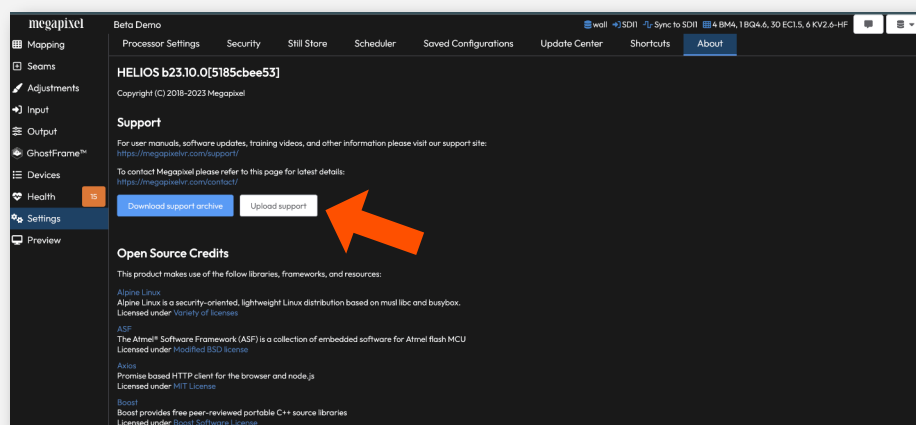 megapixel
Beta Demo
wall SDI1 Sync to SDI1 4 BM4, 1 BQ4.6, 30 EC1.5, 6 KV2.6-HF
Mapping
Seams
Adjustments
Input
Output
GhostFrame™
Devices
Health 15
Settings
Preview
Processor Settings Security Still Store Scheduler Saved Configurations Update Center Shortcuts About
HELIOS b23.10.0[5185cbee53]
Copyright (C) 2018-2023 Megapixel
Support
For user manuals, software updates, training videos, and other information please visit our support site:
https://megapixelvr.com/support/
To contact Megapixel please refer to this page for latest details:
https://megapixelvr.com/contact/
Download support archive Upload support
Open Source Credits
This product makes use of the follow libraries, frameworks, and resources:
Alpine Linux
Alpine Linux is a security-oriented, lightweight Linux distribution based on musl libc and busybox.
Licensed under Variety of licenses
ASF
The Atmel® Software Framework (ASF) is a collection of embedded software for Atmel flash MCU
Licensed under Modified BSD license
Axios
Promise based HTTP client for the browser and node.js
Licensed under MIT License
Boost
Boost provides free peer-reviewed portable C++ source libraries
Licensed under Boost Software License